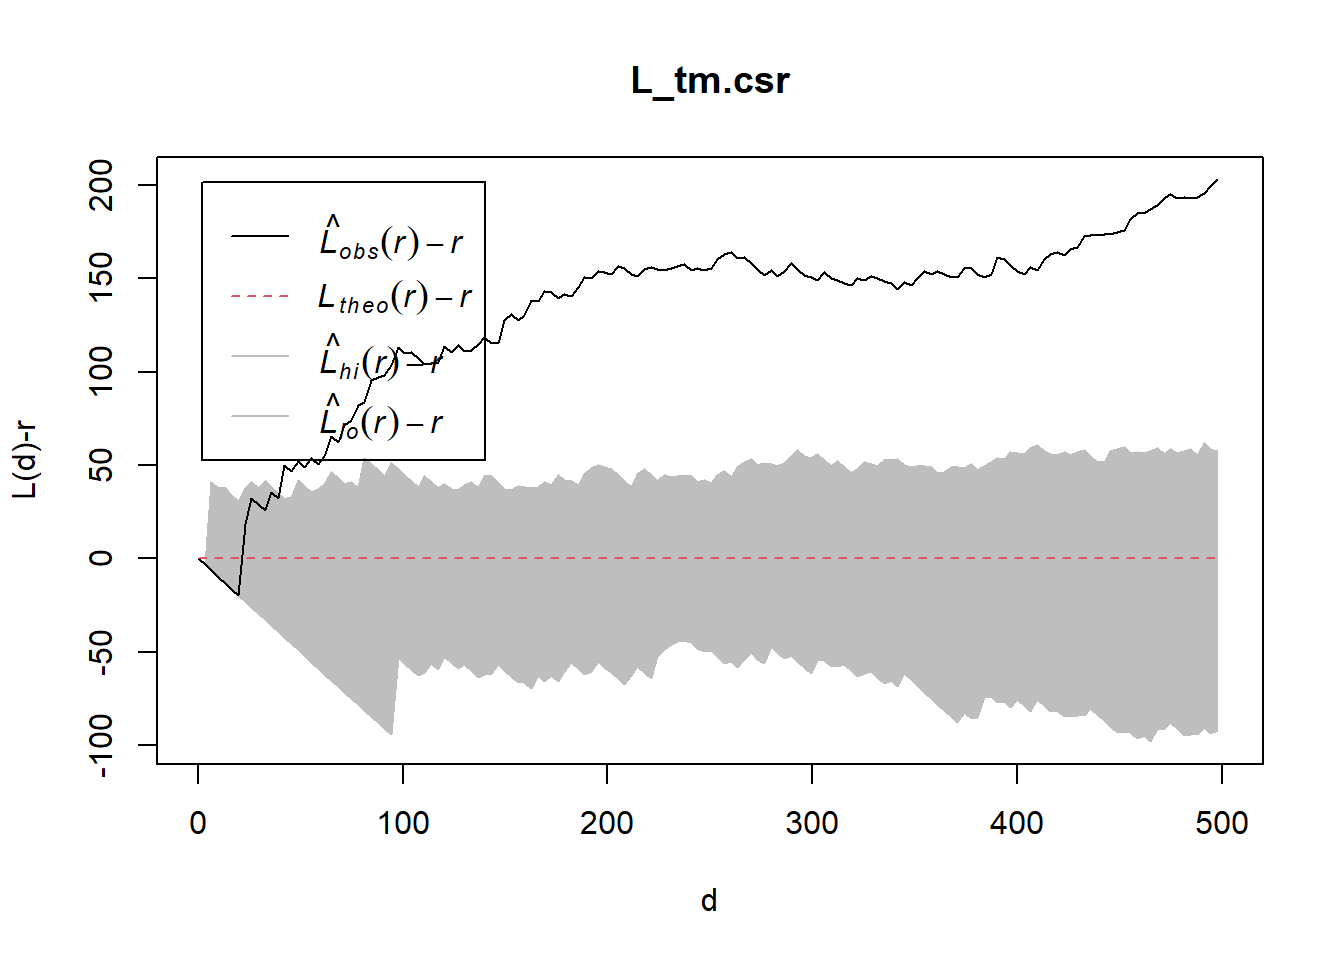 L_tm.csr
L(d)-r
200
150
100
50
0
-50
-100
L̂obs(r) − r
Ltheo(r) − r
L̂hi(r) − r
L̂lo(r) − r
0 100 200 300 400 500
d